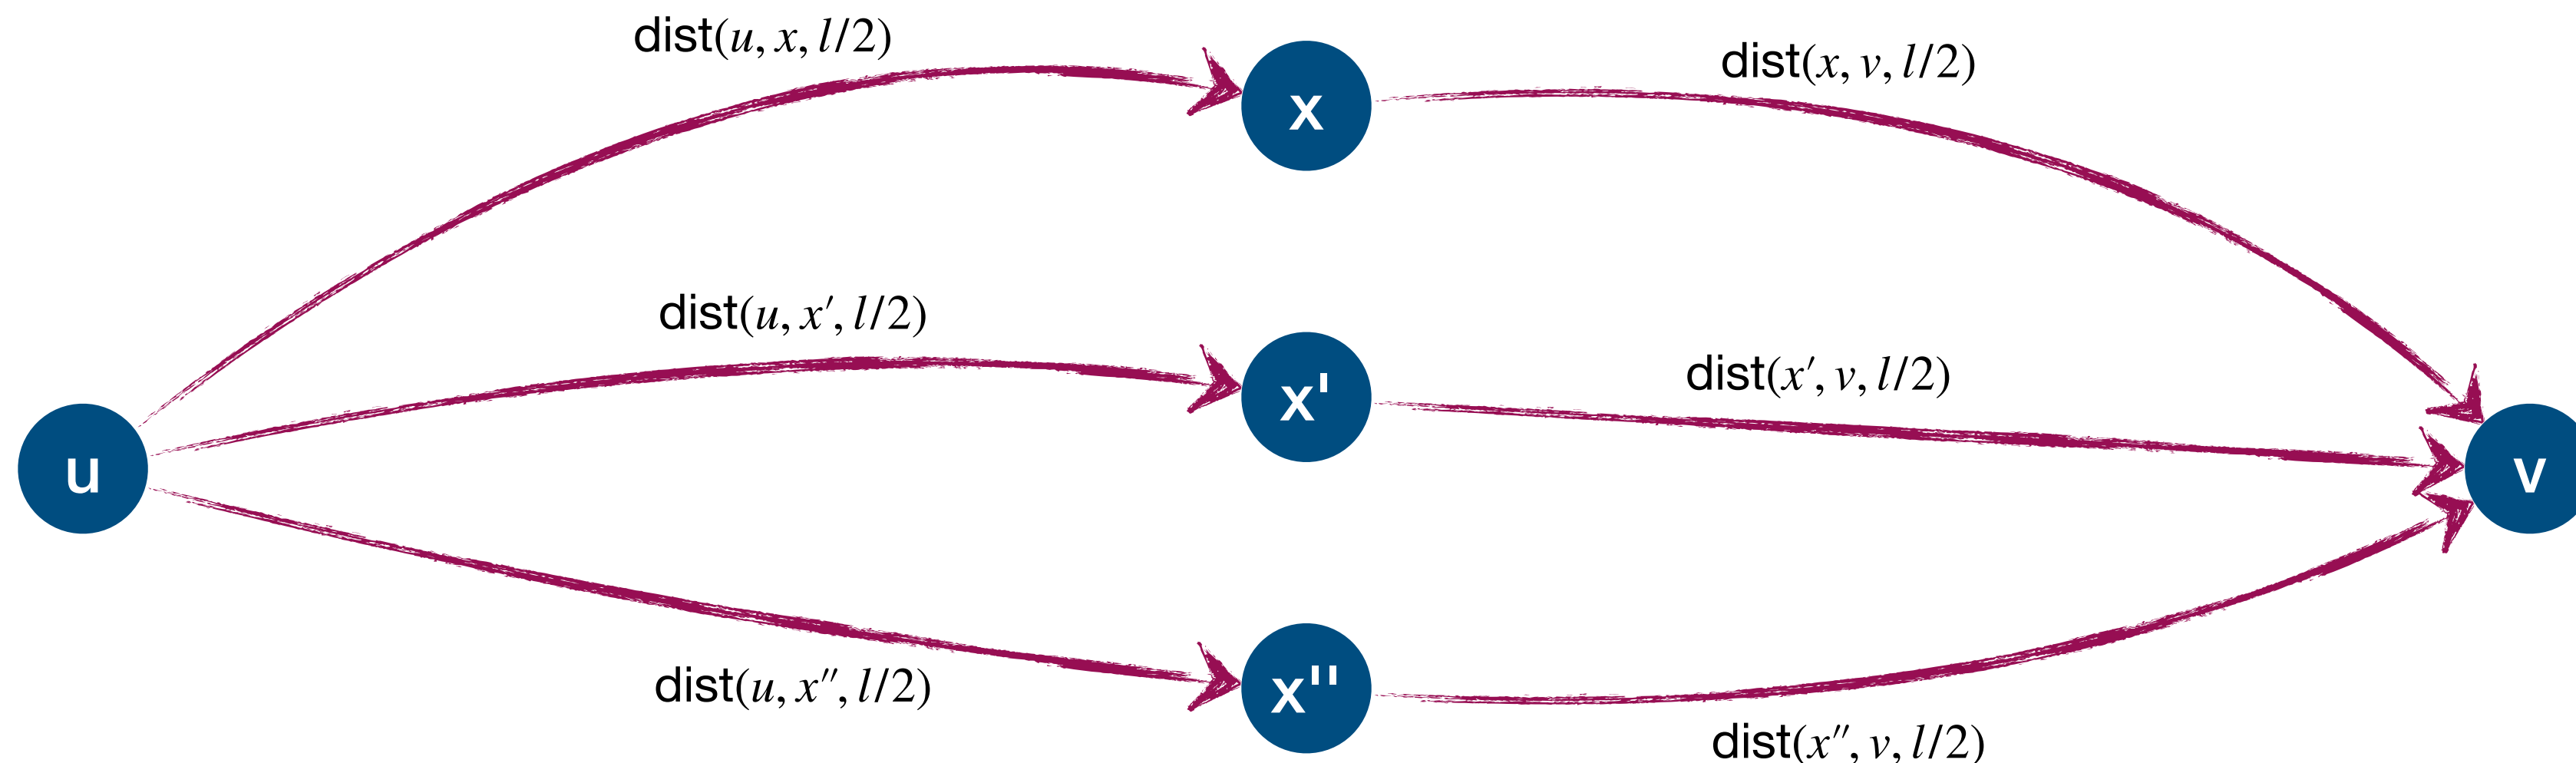 dist(u, x, l/2)
dist(x, v, l/2)
x
dist(u, x′, l/2)
dist(x′, v, l/2)
x'
u
v
dist(u, x″, l/2)
x''
dist(x″, v, l/2)